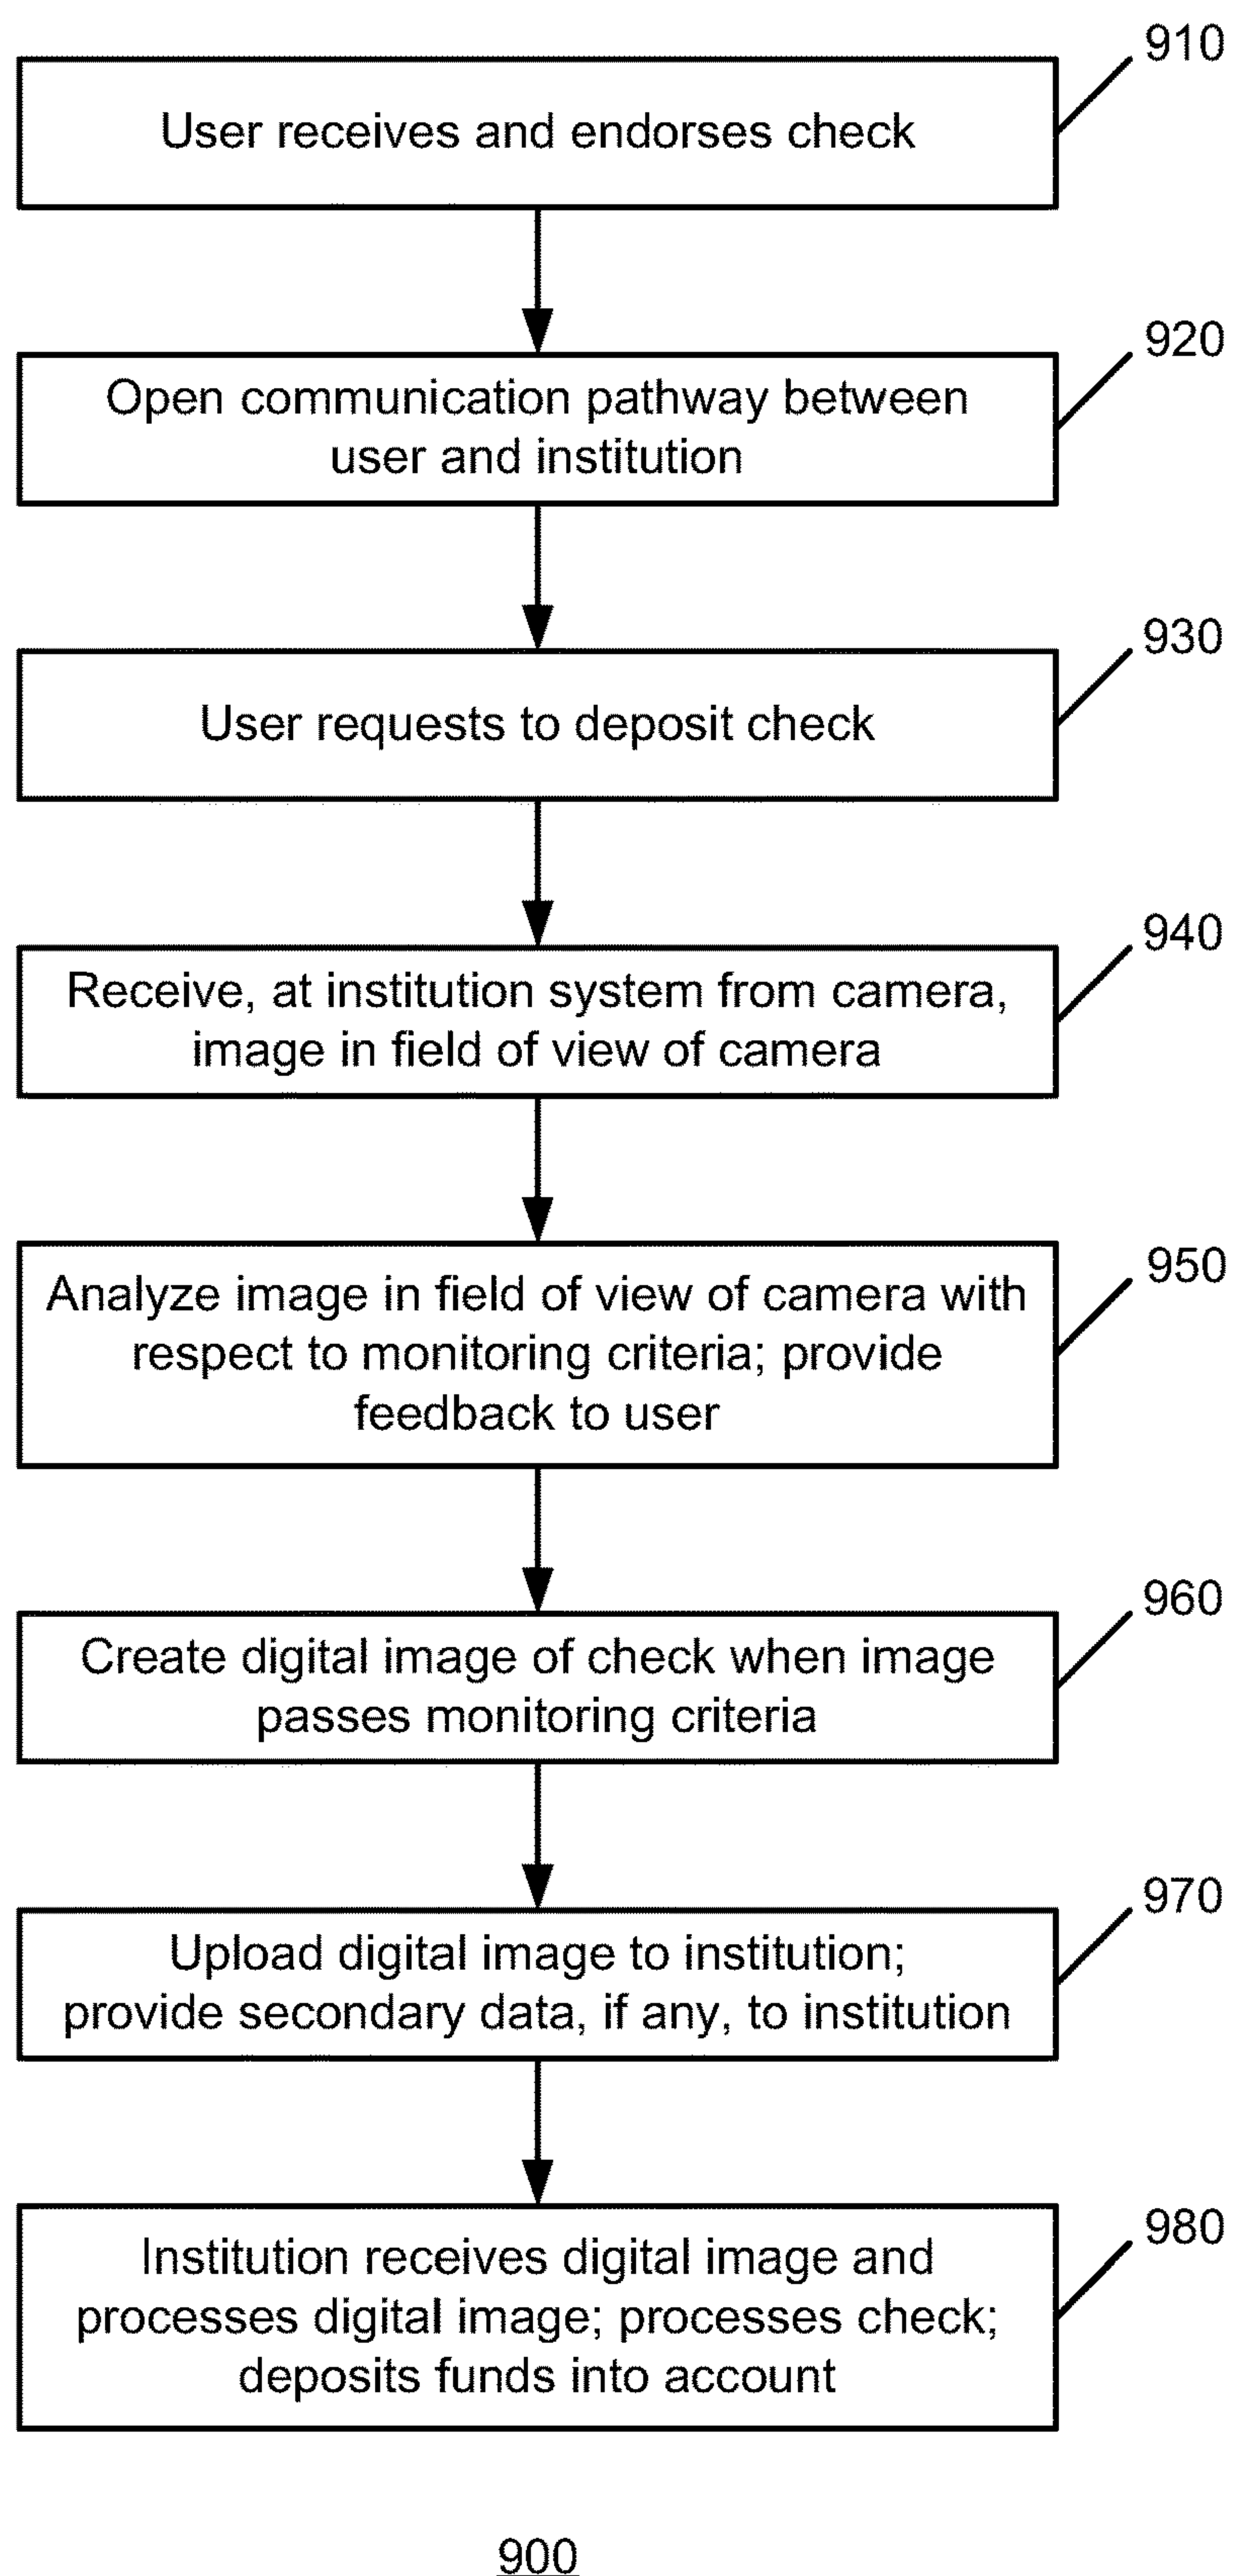 910
User receives and endorses check
920
Open communication pathway between
user and institution
930
User requests to deposit check
940
Receive, at institution system from camera,
image in field of view of camera
950
Analyze image in field of view of camera with
respect to monitoring criteria; provide
feedback to user
960
Create digital image of check when image
passes monitoring criteria
970
Upload digital image to institution;
provide secondary data, if any, to institution
980
Institution receives digital image and
processes digital image; processes check;
deposits funds into account
900